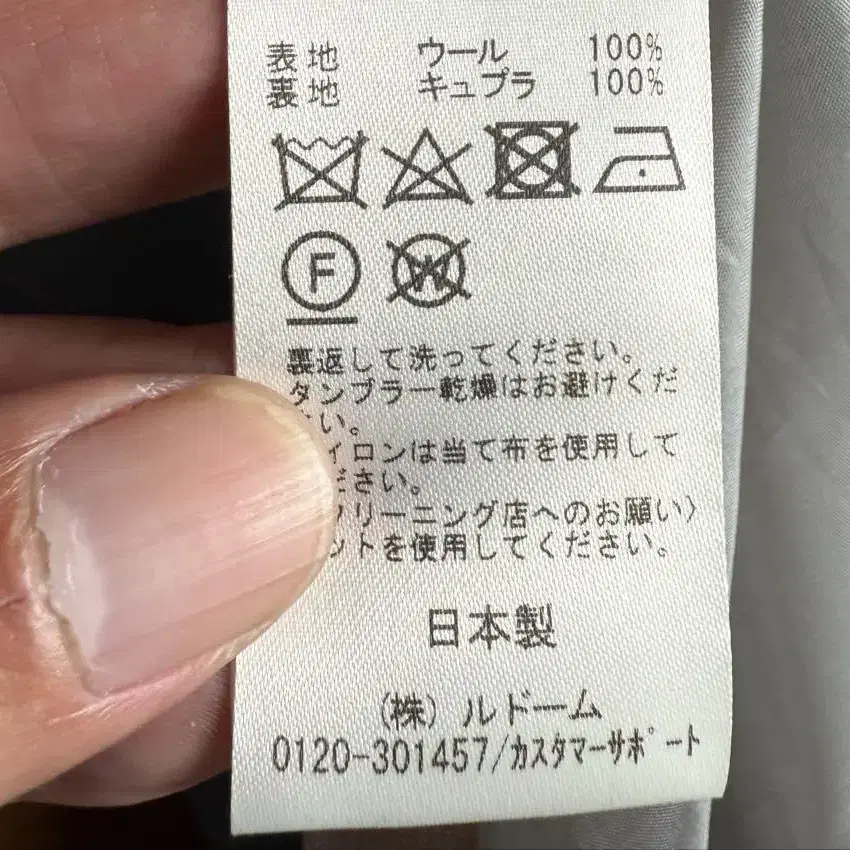 表地 ウール 100%
裏地 キュプラ 100%
F
W
裏返して洗ってください。
タンブラー乾燥はお避けくだ
い。
イロンは当て布を使用して
ださい。
クリーニング店へのお願い〉
ットを使用してください。
日本製
(株) ルドーム
0120-301457/カスタマーサポート